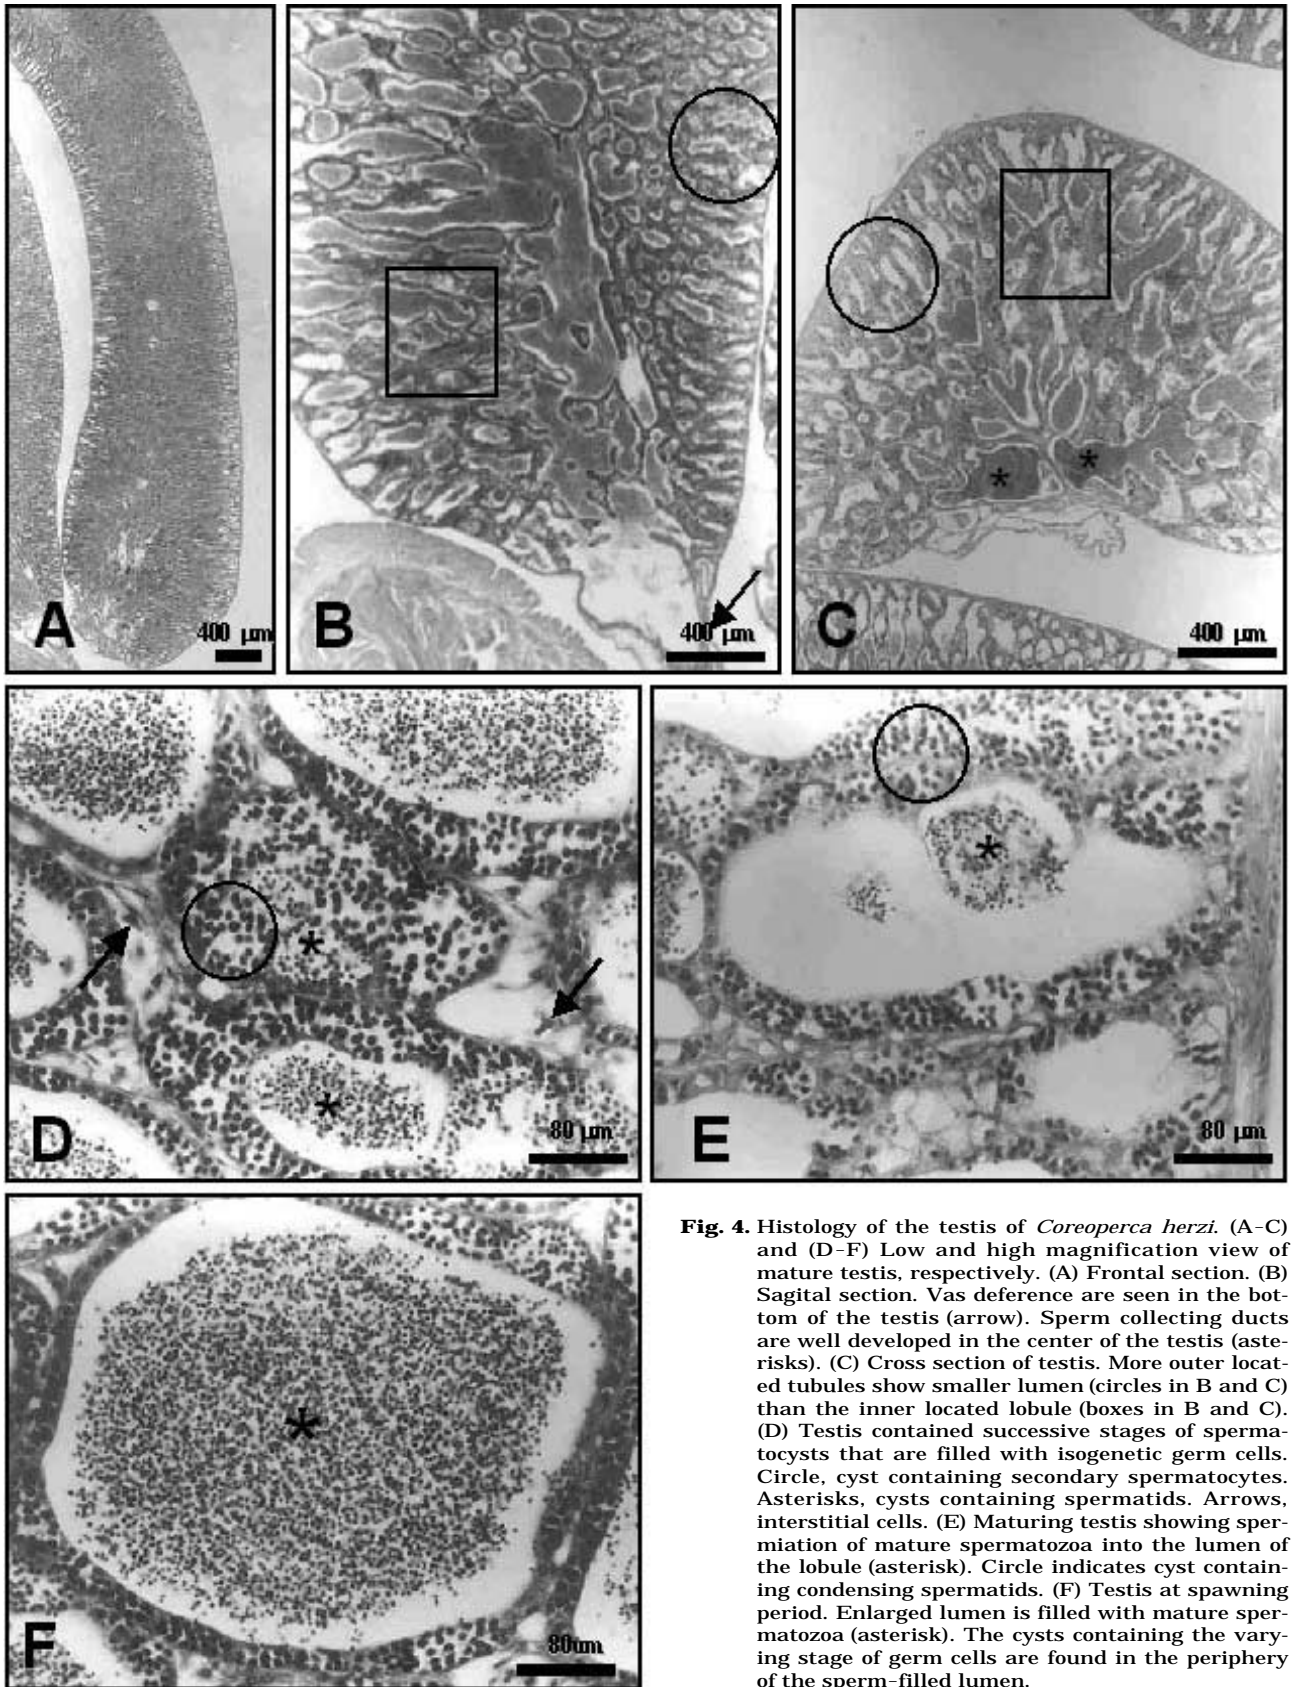 A
400 µm
B
400 µm
C
400 µm
*
*
D
80 µm
*
*
E
80 µm
*
F
80um
*
Fig. 4. Histology of the testis of Coreoperca herzi. (A-C)
and (D-F) Low and high magnification view of
mature testis, respectively. (A) Frontal section. (B)
Sagital section. Vas deference are seen in the bot-
tom of the testis (arrow). Sperm collecting ducts
are well developed in the center of the testis (aste-
risks). (C) Cross section of testis. More outer locat-
ed tubules show smaller lumen (circles in B and C)
than the inner located lobule (boxes in B and C).
(D) Testis contained successive stages of sperma-
tocysts that are filled with isogenetic germ cells.
Circle, cyst containing secondary spermatocytes.
Asterisks, cysts containing spermatids. Arrows,
interstitial cells. (E) Maturing testis showing sper-
miation of mature spermatozoa into the lumen of
the lobule (asterisk). Circle indicates cyst contain-
ing condensing spermatids. (F) Testis at spawning
period. Enlarged lumen is filled with mature sper-
matozoa (asterisk). The cysts containing the vary-
ing stage of germ cells are found in the periphery
of the sperm-filled lumen.